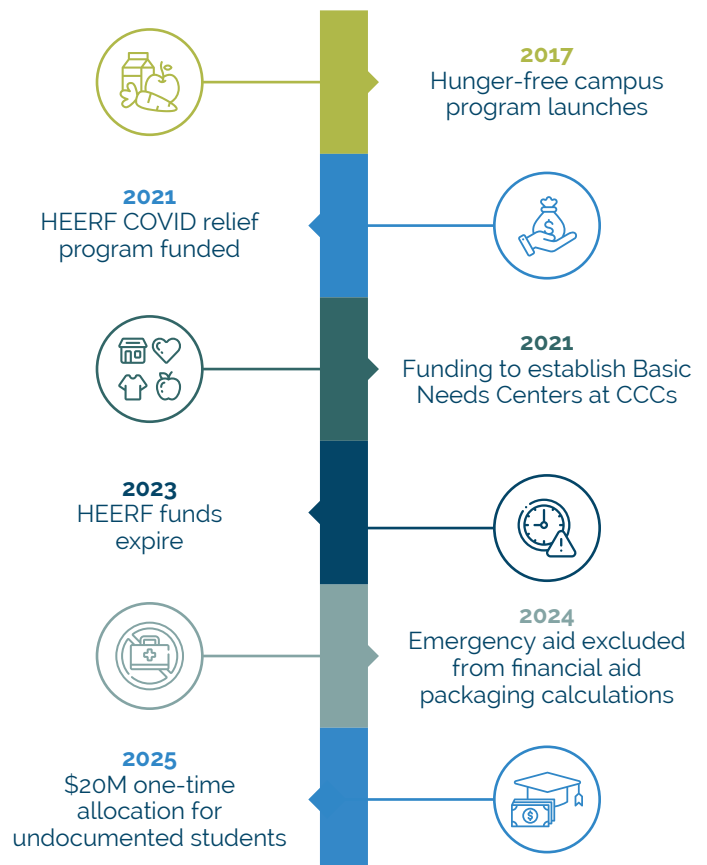 2017
Hunger-free campus
program launches
2021
HEERF COVID relief
program funded
$
2021
Funding to establish Basic
Needs Centers at CCCs
2023
HEERF funds
expire
!
2024
Emergency aid excluded
from financial aid
packaging calculations
2025
$20M one-time
allocation for
undocumented students
$